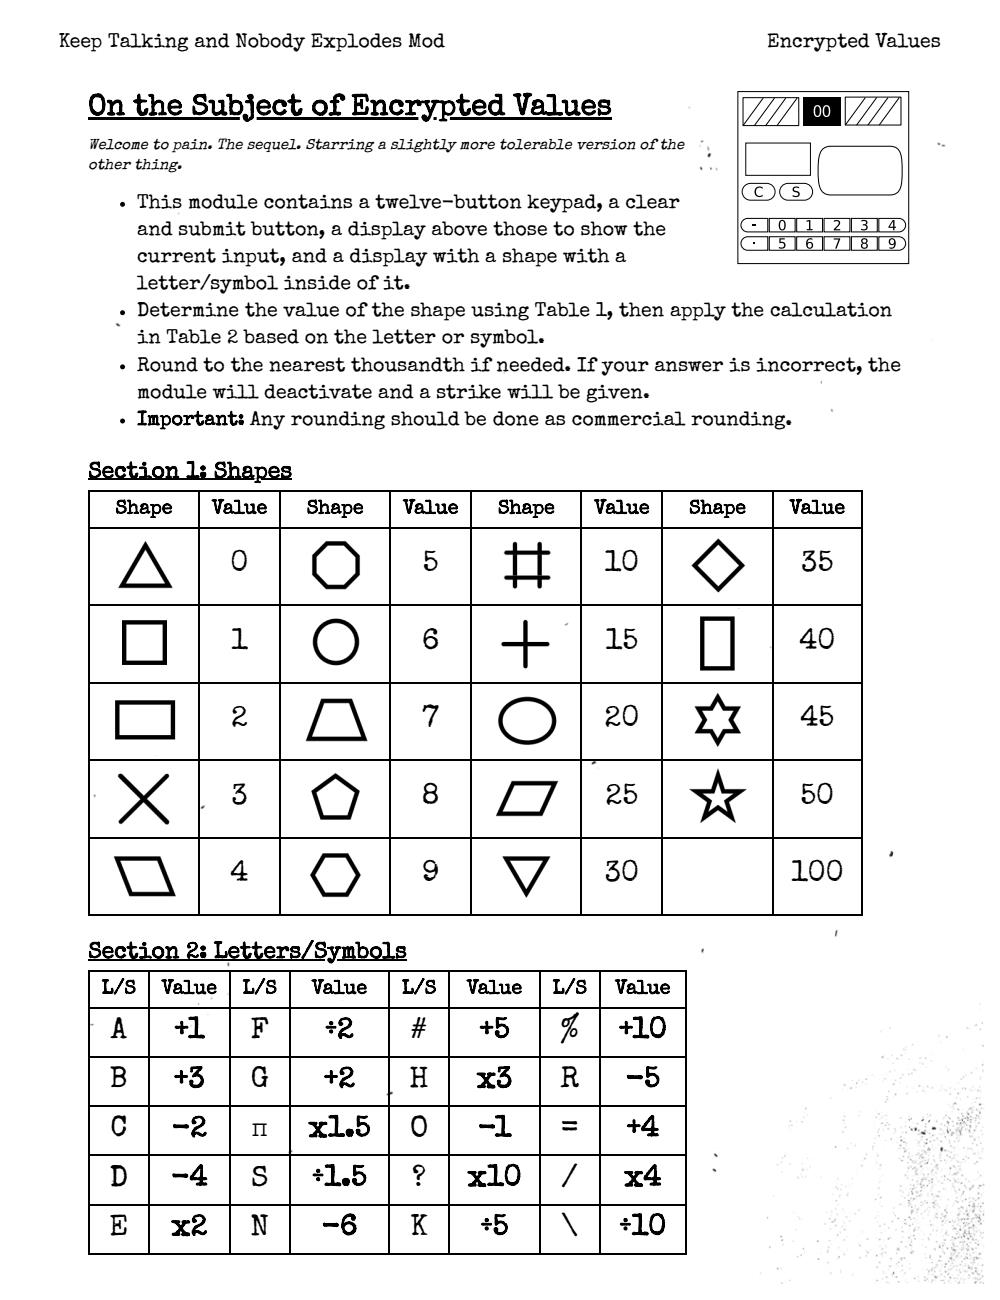 Keep Talking and Nobody Explodes Mod
Encrypted Values
On the Subject of Encrypted Values
Welcome to pain. The sequel. Starring a slightly more tolerable version of the
other thing.
00
C S
- 0 1 2 3 4
. 5 6 7 8 9
• This module contains a twelve-button keypad, a clear
and submit button, a display above those to show the
current input, and a display with a shape with a
letter/symbol inside of it.
• Determine the value of the shape using Table 1, then apply the calculation
in Table 2 based on the letter or symbol.
• Round to the nearest thousandth if needed. If your answer is incorrect, the
module will deactivate and a strike will be given.
• Important: Any rounding should be done as commercial rounding.
Section 1: Shapes
Shape Value Shape Value Shape Value Shape Value
0 5 10 35
1 6 15 40
2 7 20 45
3 8 25 50
4 9 30 100
Section 2: Letters/Symbols
L/S Value L/S Value L/S Value L/S Value
A +1 F ÷2 # +5 % +10
B +3 G +2 H x3 R -5
C -2 π x1.5 O -1 = +4
D -4 S ÷1.5 ? x10 / x4
E x2 N -6 K ÷5 \ ÷10